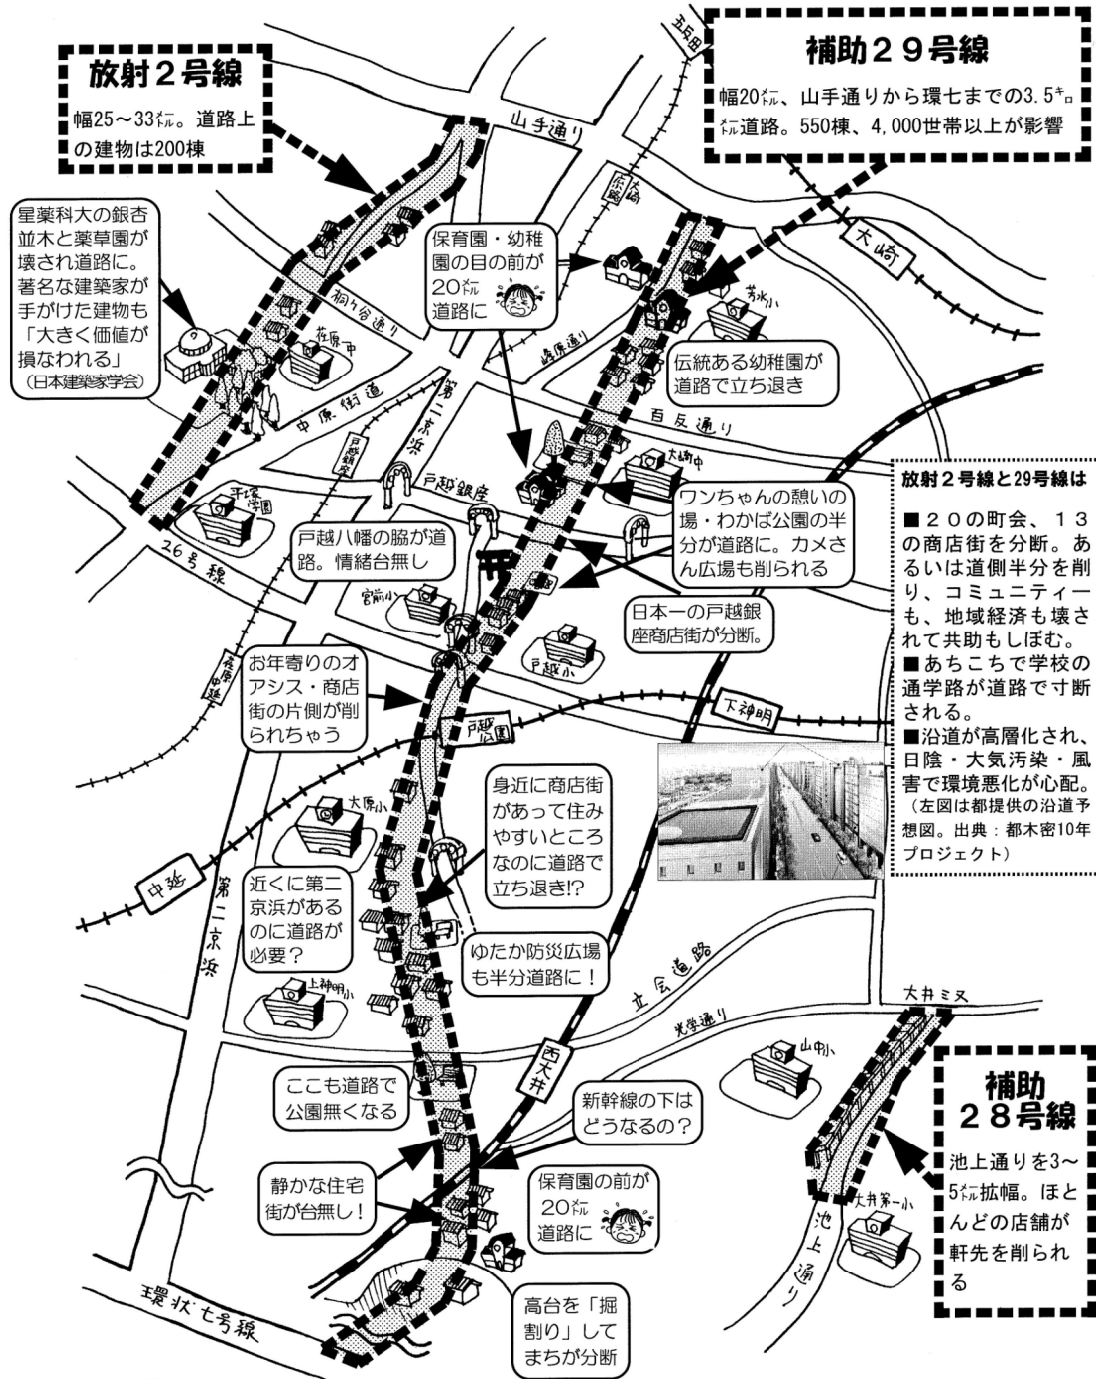 放射２号線
幅25～33㍍。道路上
の建物は200棟
補助２９号線
幅20㍍、山手通りから環七までの3.5㌔
㍍道路。550棟、4,000世帯以上が影響
五反田
山手通り
大崎広小路
大崎
星薬科大の銀杏
並木と薬草園が
壊され道路に。
著名な建築家が
手がけた建物も
「大きく価値が
損なわれる」
（日本建築家学会）
保育園・幼稚
園の目の前が
20㍍
道路に
芳水小
桐ケ谷通り
荏原一中
峰原通り
伝統ある幼稚園が
道路で立ち退き
中原街道
第二京浜
百反通り
戸越銀座
大崎中
平塚学園
戸越銀座
26号線
戸越八幡の脇が道
路。情緒台無し
ワンちゃんの憩いの
場・わかば公園の半
分が道路に。カメさ
ん広場も削られる
宮前小
日本一の戸越銀
座商店街が分断。
戸越小
放射２号線と29号線は
■２０の町会、１３
の商店街を分断。あ
るいは道側半分を削
り、コミュニティー
も、地域経済も壊さ
れて共助もしぼむ。
■あちこちで学校の
通学路が道路で寸断
される。
■沿道が高層化され、
日陰・大気汚染・風
害で環境悪化が心配。
（左図は都提供の沿道予
想図。出典：都木密10年
プロジェクト）
荏原中延
お年寄りのオ
アシス・商店
街の片側が削
られちゃう
下神明
戸越公園
大原小
身近に商店街
があって住み
やすいところ
なのに道路で
立ち退き!?
中延
第二京浜
近くに第二
京浜がある
のに道路が
必要？
ゆたか防災広場
も半分道路に！
上神明小
立会道路
光学通り
大井三又
西大井
山中小
ここも道路で
公園無くなる
新幹線の下は
どうなるの？
補助
２８号線
池上通りを3～
5㍍拡幅。ほと
んどの店舗が
軒先を削られ
る
静かな住宅
街が台無し！
保育園の前が
20㍍
道路に
大井第一小
池上通り
環状七号線
高台を「掘
割り」して
まちが分断